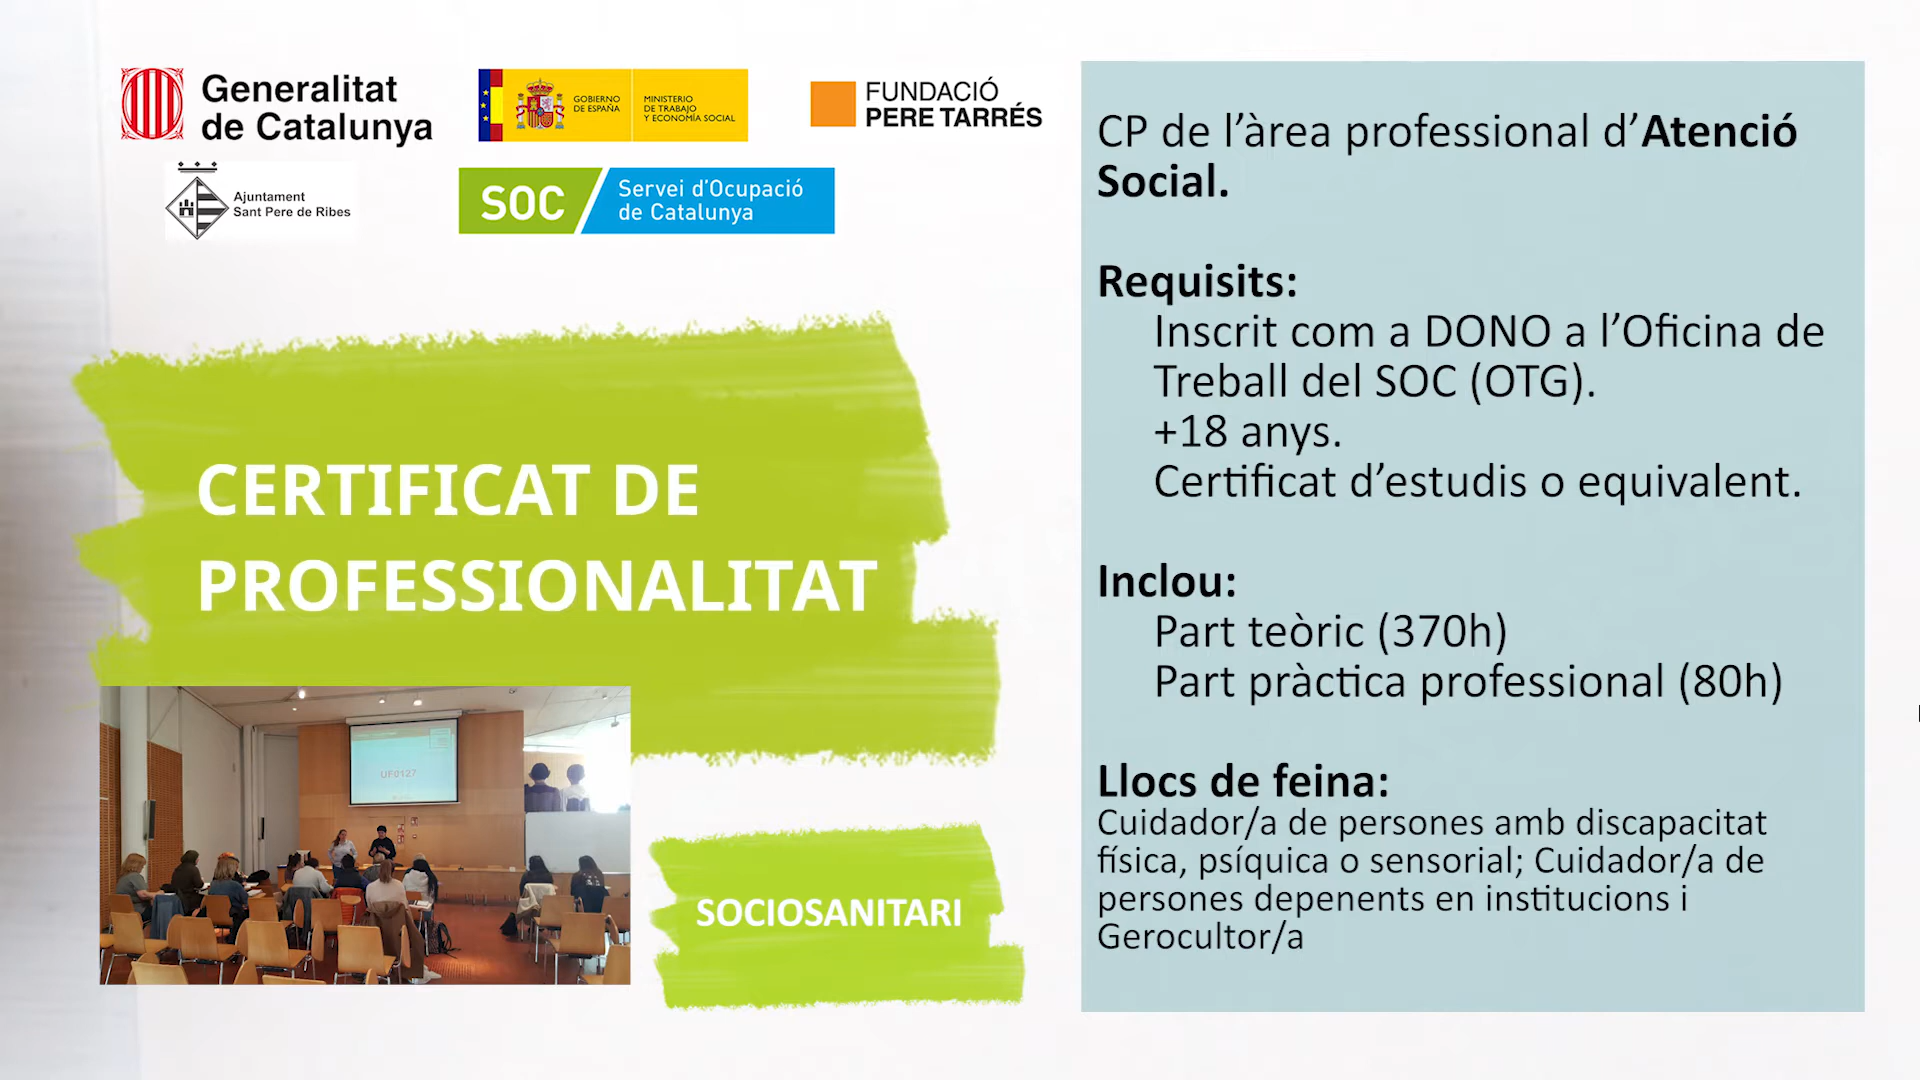 Generalitat
de Catalunya
GOBIERNO
DE ESPAÑA
MINISTERIO
DE TRABAJO
Y ECONOMÍA SOCIAL
FUNDACIÓ
PERE TARRÉS
Ajuntament
Sant Pere de Ribes
SOC
Servei d'Ocupació
de Catalunya
CERTIFICAT DE
PROFESSIONALITAT
UF0127
SOCIOSANITARI
CP de l’àrea professional d’Atenció
Social.
Requisits:
Inscrit com a DONO a l’Oficina de
Treball del SOC (OTG).
+18 anys.
Certificat d’estudis o equivalent.
Inclou:
Part teòric (370h)
Part pràctica professional (80h)
Llocs de feina:
Cuidador/a de persones amb discapacitat
física, psíquica o sensorial; Cuidador/a de
persones depenents en institucions i
Gerocultor/a